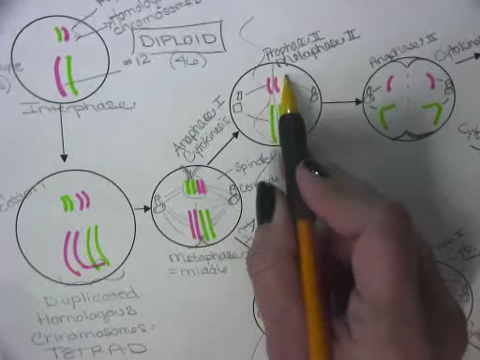 Homologous
chromosomes
DIPLOID
#12 (46)
Interphase
Prophase II
Metaphase II
Anaphase II
Cytokinesis
Anaphase I
Cytokinesis
Spindle
Metaphase
= middle
Duplicated
Homologous
Chromosomes =
TETRAD